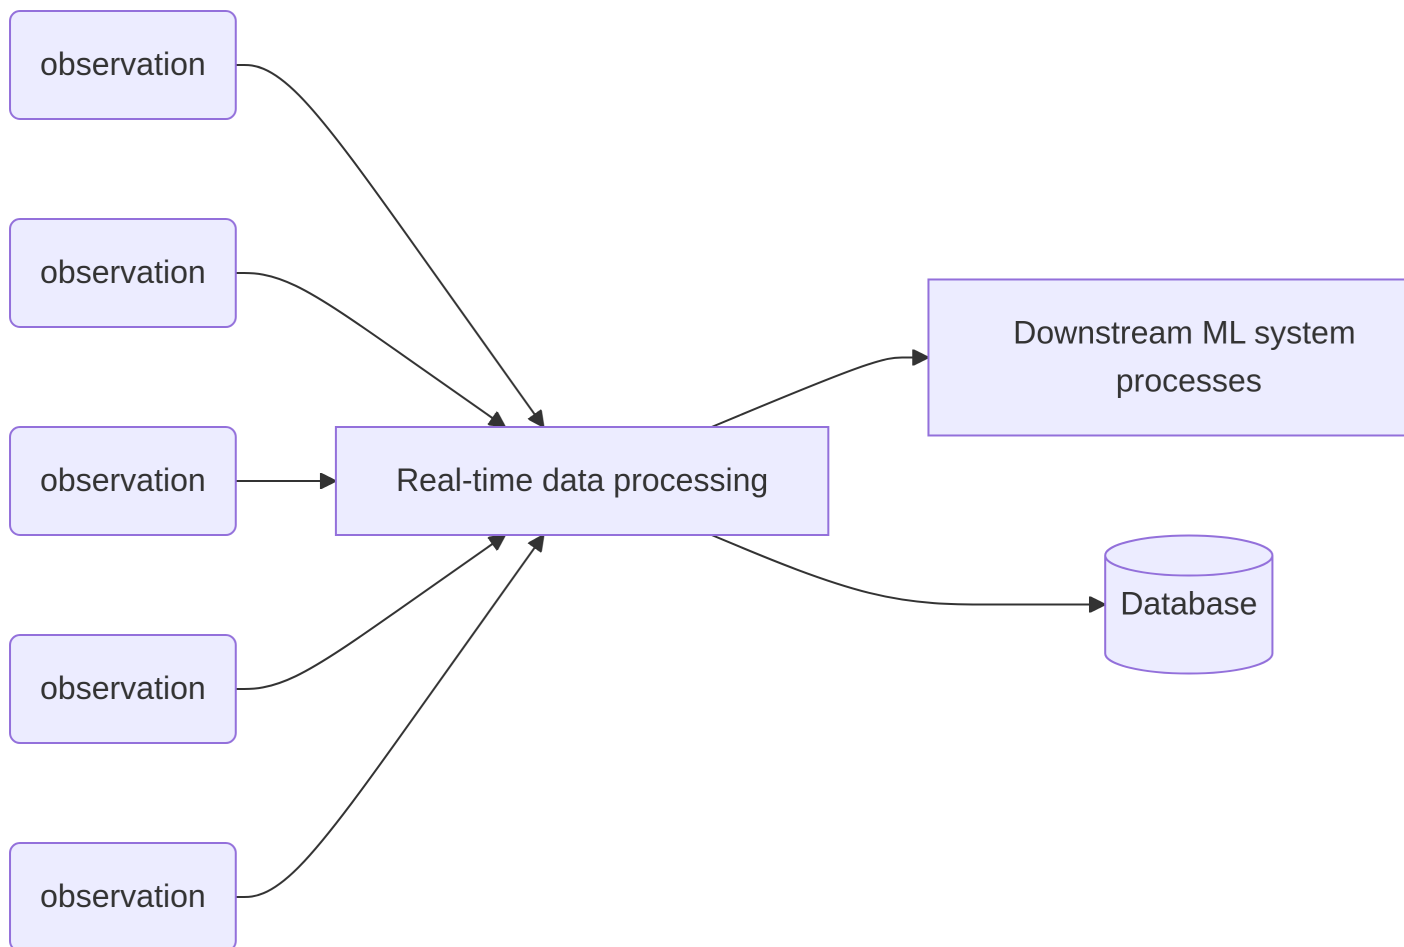 observation
observation
observation
observation
observation
Real-time data processing
Downstream ML system
processes
Database